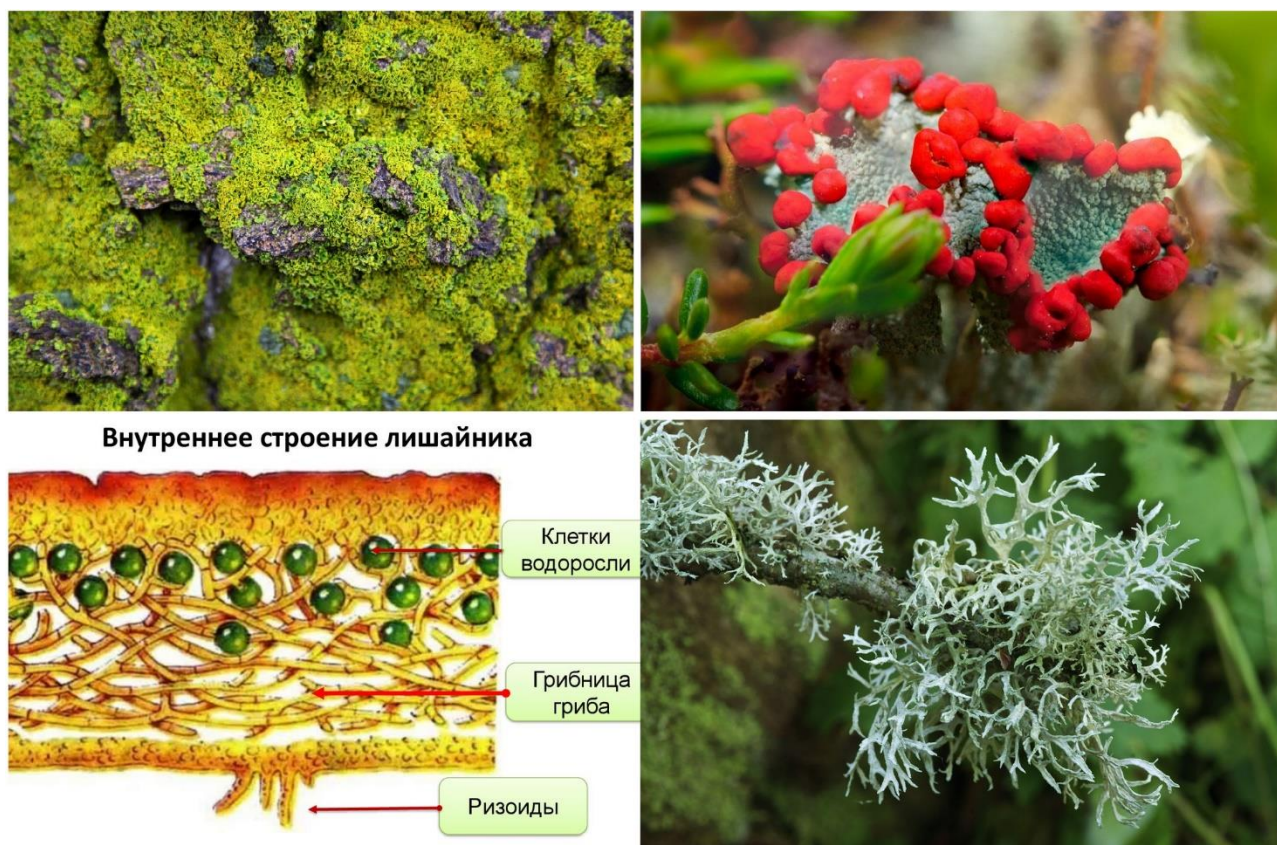 Внутреннее строение лишайника
Клетки
водоросли
Грибница
гриба
Ризоиды